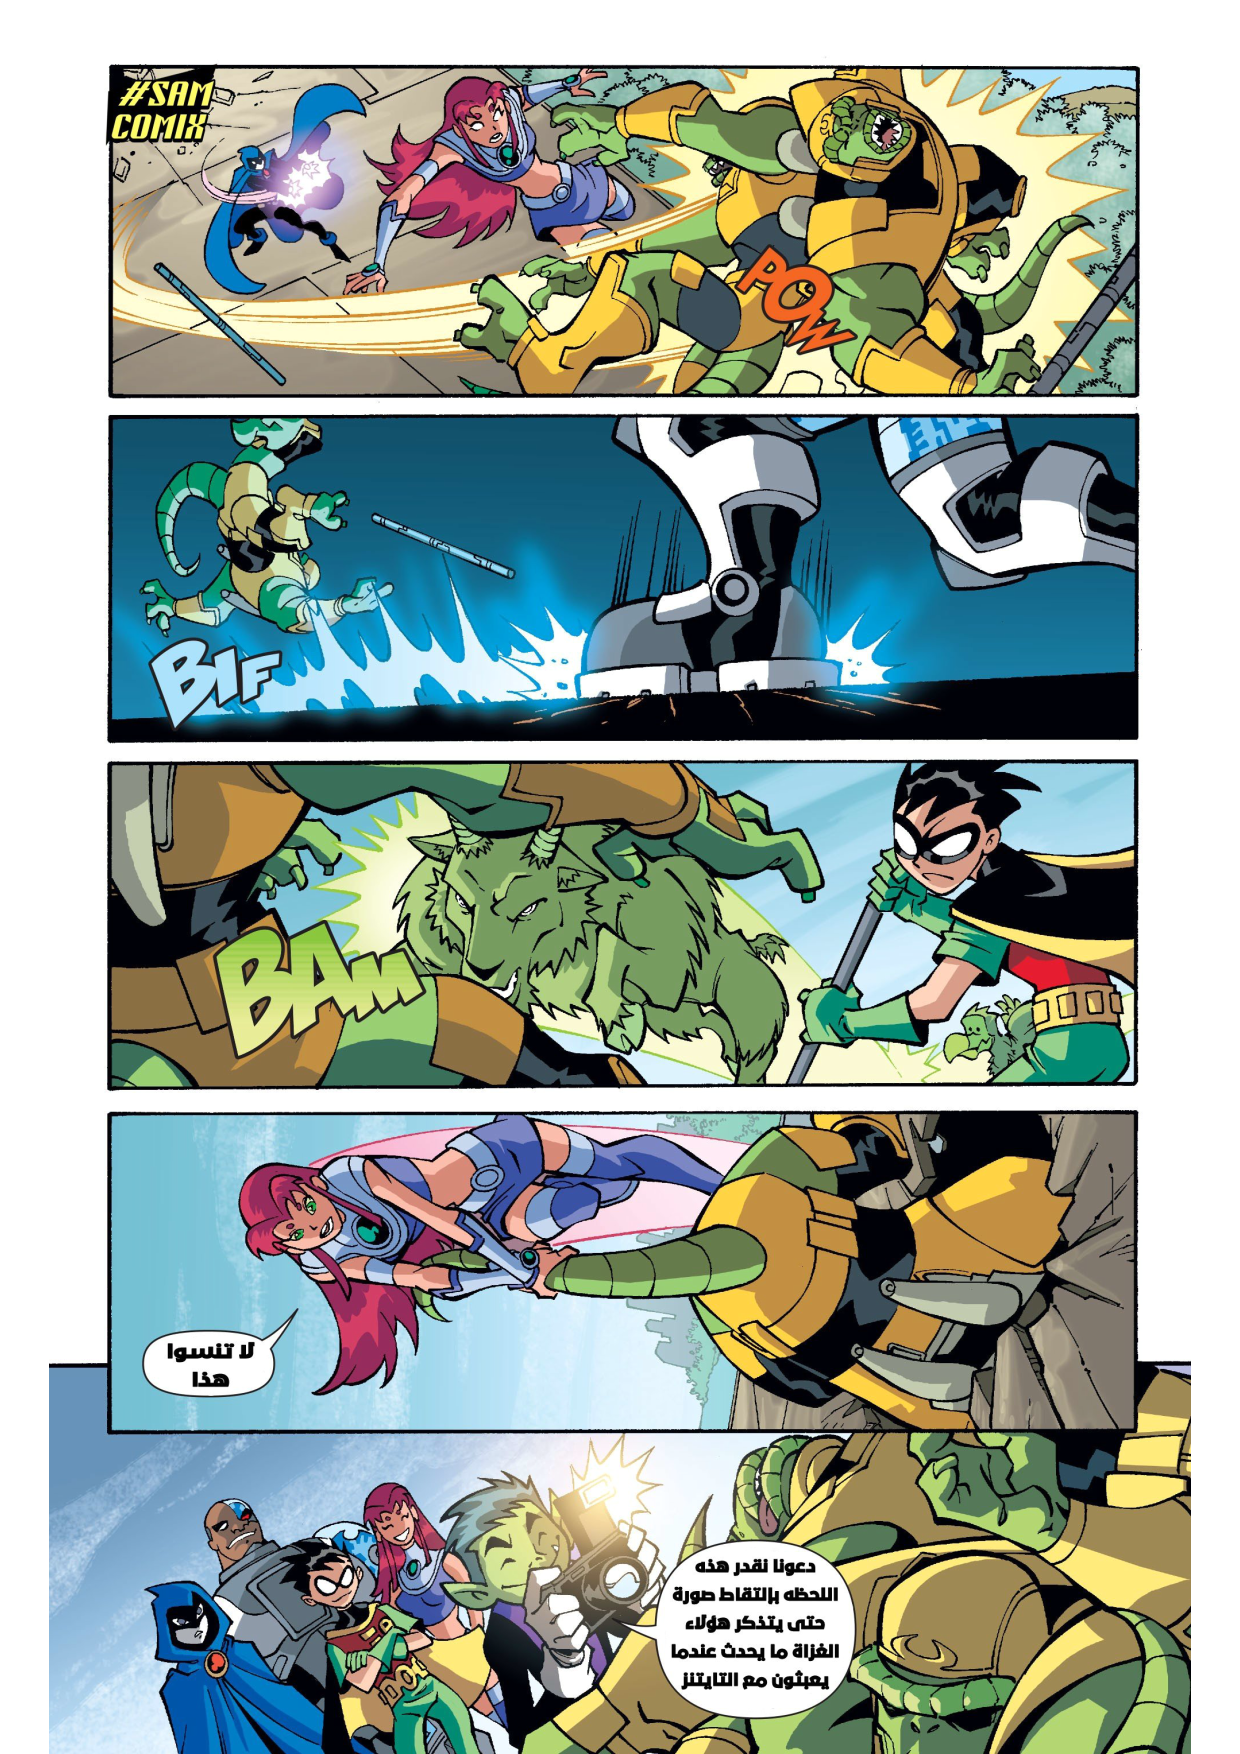 #SAM
COMIX
POW
BIF
BAM
لا تنسوا
هذا
دعونا نقدر هذه
اللحظه بإلتقاط صورة
حتى يتذكر هؤلاء
الغزاة ما يحدث عندما
يعبثون مع التايتنز